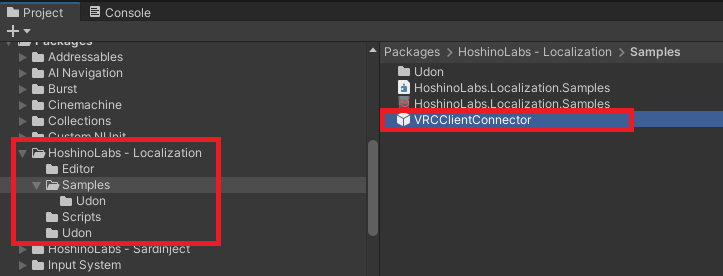 Project
Console
Packages
Addressables
AI Navigation
Burst
Cinemachine
Collections
Custom NUnit
HoshinoLabs - Localization
Editor
Samples
Udon
Scripts
Udon
HoshinoLabs - Sardinject
Input System
Packages > HoshinoLabs - Localization > Samples
Udon
HoshinoLabs.Localization.Samples
HoshinoLabs.Localization.Samples
VRCClientConnector